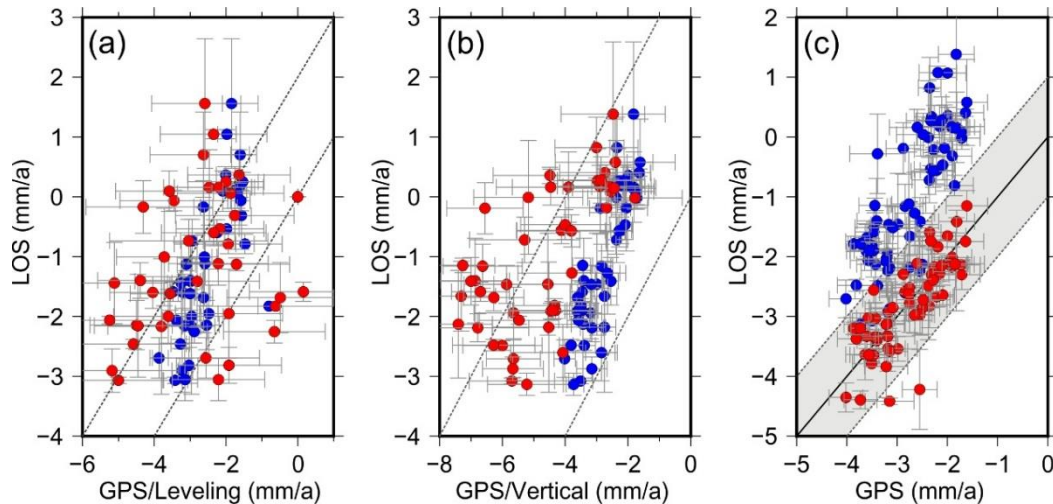 (a)
3
2
1
0
−1
−2
−3
−4
LOS (mm/a)
−6 −4 −2 0
GPS/Leveling (mm/a)
(b)
3
2
1
0
−1
−2
−3
−4
LOS (mm/a)
−8 −6 −4 −2 0
GPS/Vertical (mm/a)
(c)
2
1
0
−1
−2
−3
−4
−5
LOS (mm/a)
−5 −4 −3 −2 −1 0
GPS (mm/a)